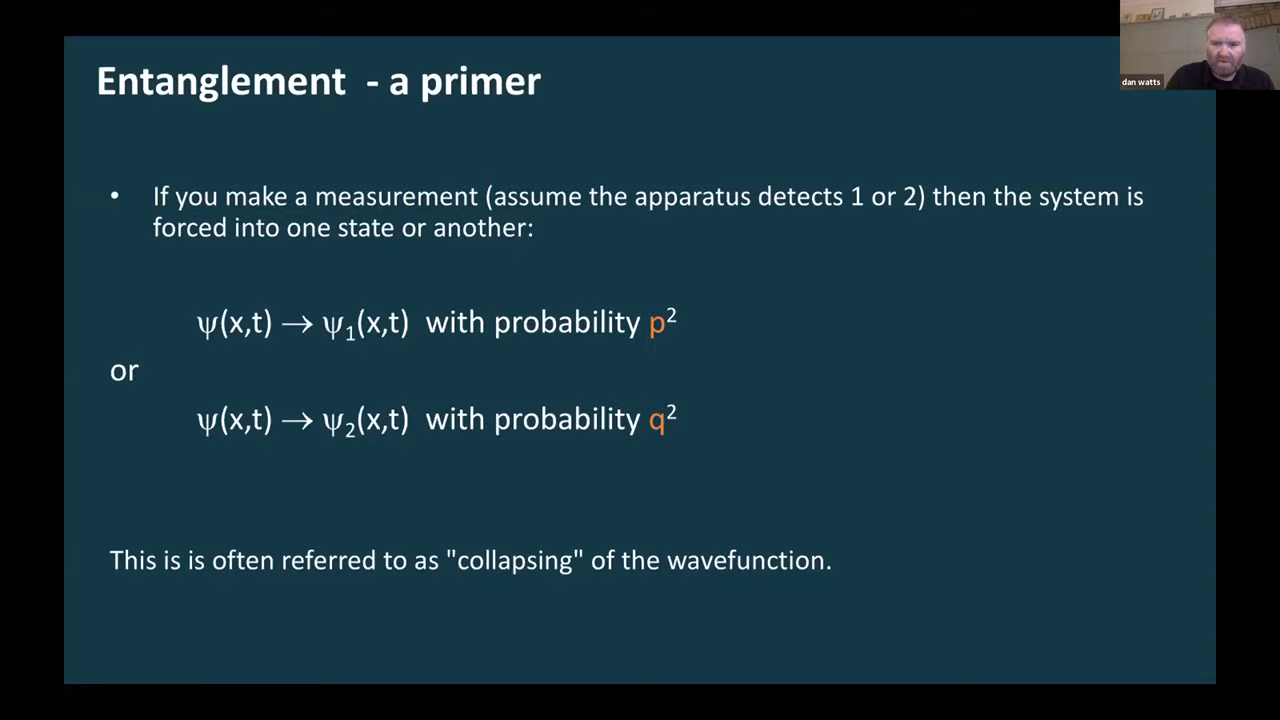 Entanglement - a primer
dan watts
• If you make a measurement (assume the apparatus detects 1 or 2) then the system is
forced into one state or another:
ψ(x,t) → ψ₁(x,t) with probability p²
or
ψ(x,t) → ψ₂(x,t) with probability q²
This is is often referred to as "collapsing" of the wavefunction.